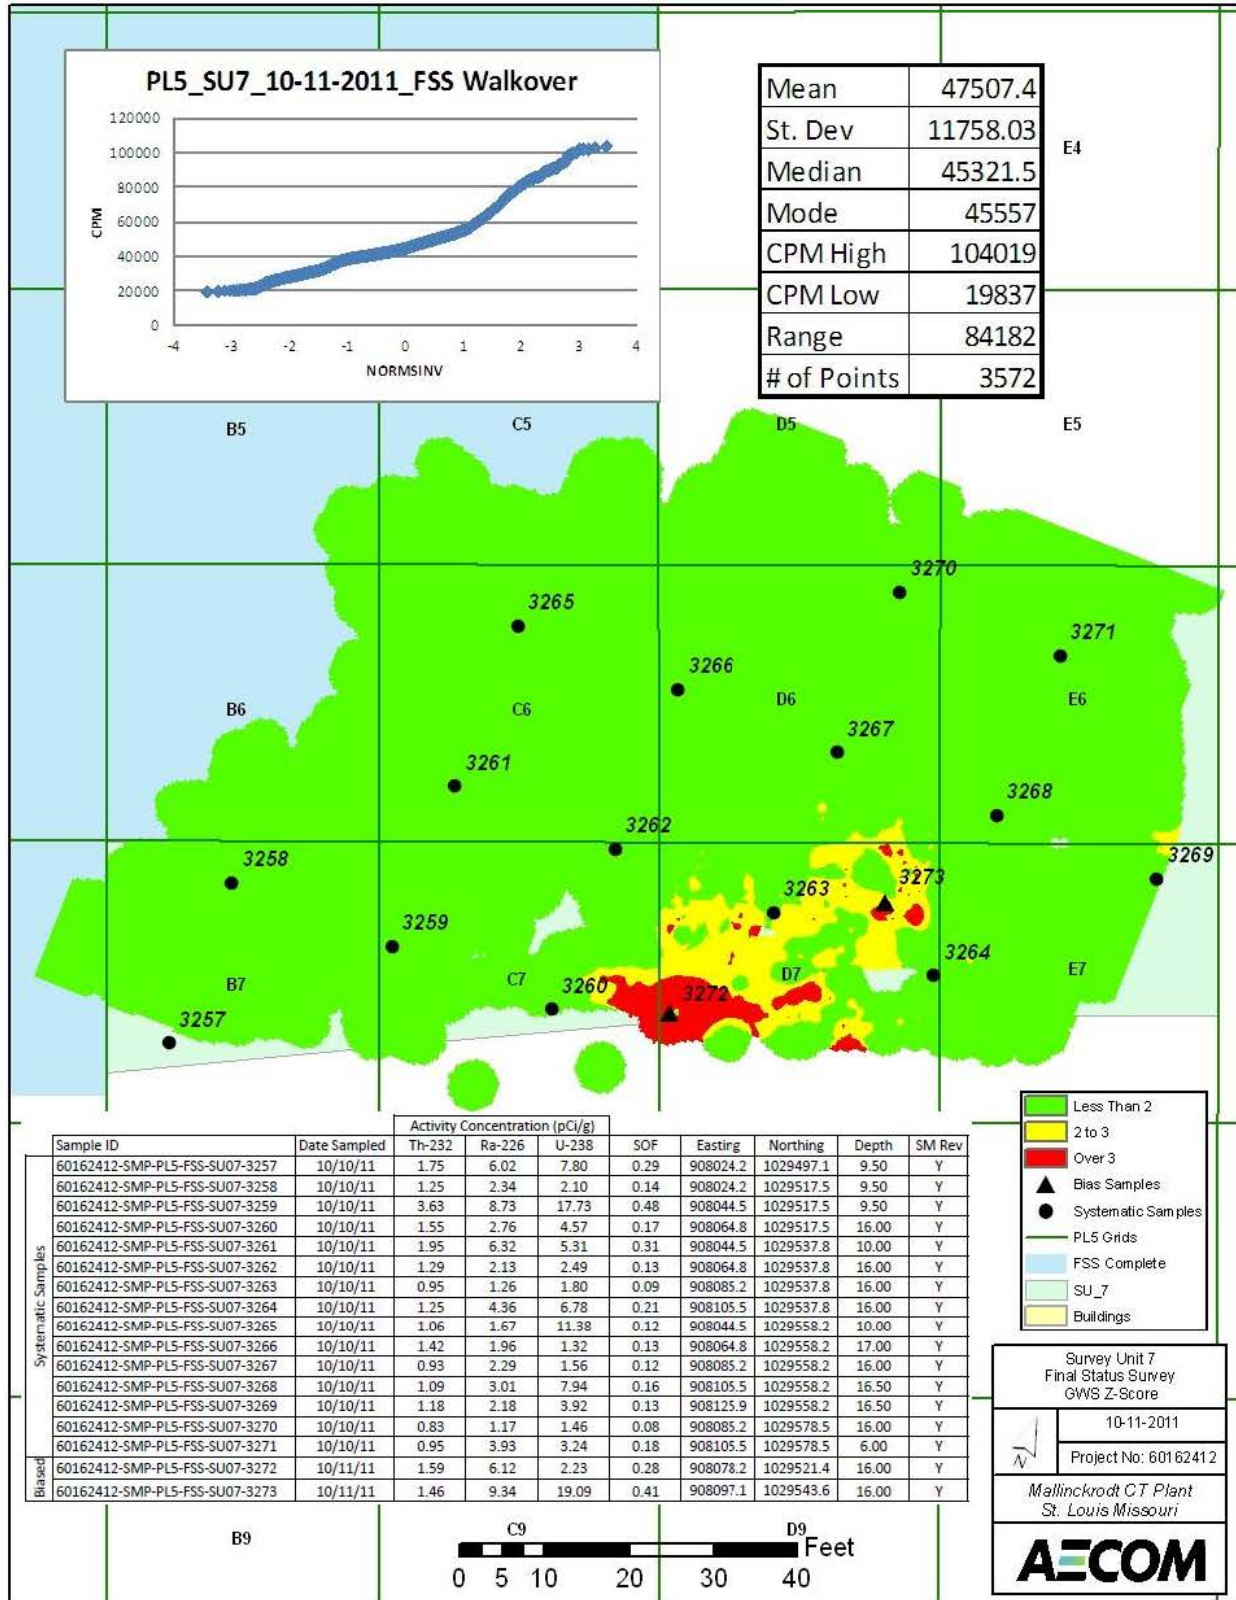 PL5_SU7_10-11-2011_FSS Walkover
120000
100000
80000
60000
40000
20000
0
CPM
-4 -3 -2 -1 0 1 2 3 4
NORMSINV
Mean 47507.4
St. Dev 11758.03
Median 45321.5
Mode 45557
CPM High 104019
CPM Low 19837
Range 84182
# of Points 3572
E4
B5 C5 D5 E5
3270
3265
3271
3266
B6 C6 D6 E6
3267
3261
3268
3262
3258
3269
3273
3263
3259
3264
B7 C7 D7 E7
3260
3272
3257
Less Than 2
2 to 3
Over 3
Bias Samples
Systematic Samples
PL5 Grids
FSS Complete
SU_7
Buildings
Activity Concentration (pCi/g)
Sample ID Date Sampled Th-232 Ra-226 U-238 SOF Easting Northing Depth SM Rev
Systematic Samples
60162412-SMP-PL5-FSS-SU07-3257 10/10/11 1.75 6.02 7.80 0.29 908024.2 1029497.1 9.50 Y
60162412-SMP-PL5-FSS-SU07-3258 10/10/11 1.25 2.34 2.10 0.14 908024.2 1029517.5 9.50 Y
60162412-SMP-PL5-FSS-SU07-3259 10/10/11 3.63 8.73 17.73 0.48 908044.5 1029517.5 9.50 Y
60162412-SMP-PL5-FSS-SU07-3260 10/10/11 1.55 2.76 4.57 0.17 908064.8 1029517.5 16.00 Y
60162412-SMP-PL5-FSS-SU07-3261 10/10/11 1.95 6.32 5.31 0.31 908044.5 1029537.8 10.00 Y
60162412-SMP-PL5-FSS-SU07-3262 10/10/11 1.29 2.13 2.49 0.13 908064.8 1029537.8 16.00 Y
60162412-SMP-PL5-FSS-SU07-3263 10/10/11 0.95 1.26 1.80 0.09 908085.2 1029537.8 16.00 Y
60162412-SMP-PL5-FSS-SU07-3264 10/10/11 1.25 4.36 6.78 0.21 908105.5 1029537.8 16.00 Y
60162412-SMP-PL5-FSS-SU07-3265 10/10/11 1.06 1.67 11.38 0.12 908044.5 1029558.2 10.00 Y
60162412-SMP-PL5-FSS-SU07-3266 10/10/11 1.42 1.96 1.32 0.13 908064.8 1029558.2 17.00 Y
60162412-SMP-PL5-FSS-SU07-3267 10/10/11 0.93 2.29 1.56 0.12 908085.2 1029558.2 16.00 Y
60162412-SMP-PL5-FSS-SU07-3268 10/10/11 1.09 3.01 7.94 0.16 908105.5 1029558.2 16.50 Y
60162412-SMP-PL5-FSS-SU07-3269 10/10/11 1.18 2.18 3.92 0.13 908125.9 1029558.2 16.50 Y
60162412-SMP-PL5-FSS-SU07-3270 10/10/11 0.83 1.17 1.46 0.08 908085.2 1029578.5 16.00 Y
60162412-SMP-PL5-FSS-SU07-3271 10/10/11 0.95 3.93 3.24 0.18 908105.5 1029578.5 6.00 Y
Biased
60162412-SMP-PL5-FSS-SU07-3272 10/11/11 1.59 6.12 2.23 0.28 908078.2 1029521.4 16.00 Y
60162412-SMP-PL5-FSS-SU07-3273 10/11/11 1.46 9.34 19.09 0.41 908097.1 1029543.6 16.00 Y
Survey Unit 7
Final Status Survey
GWS Z-Score
10-11-2011
N
Project No: 60162412
Mallinckrodt CT Plant
St. Louis Missouri
AECOM
B9 C9 D9
Feet
0 5 10 20 30 40